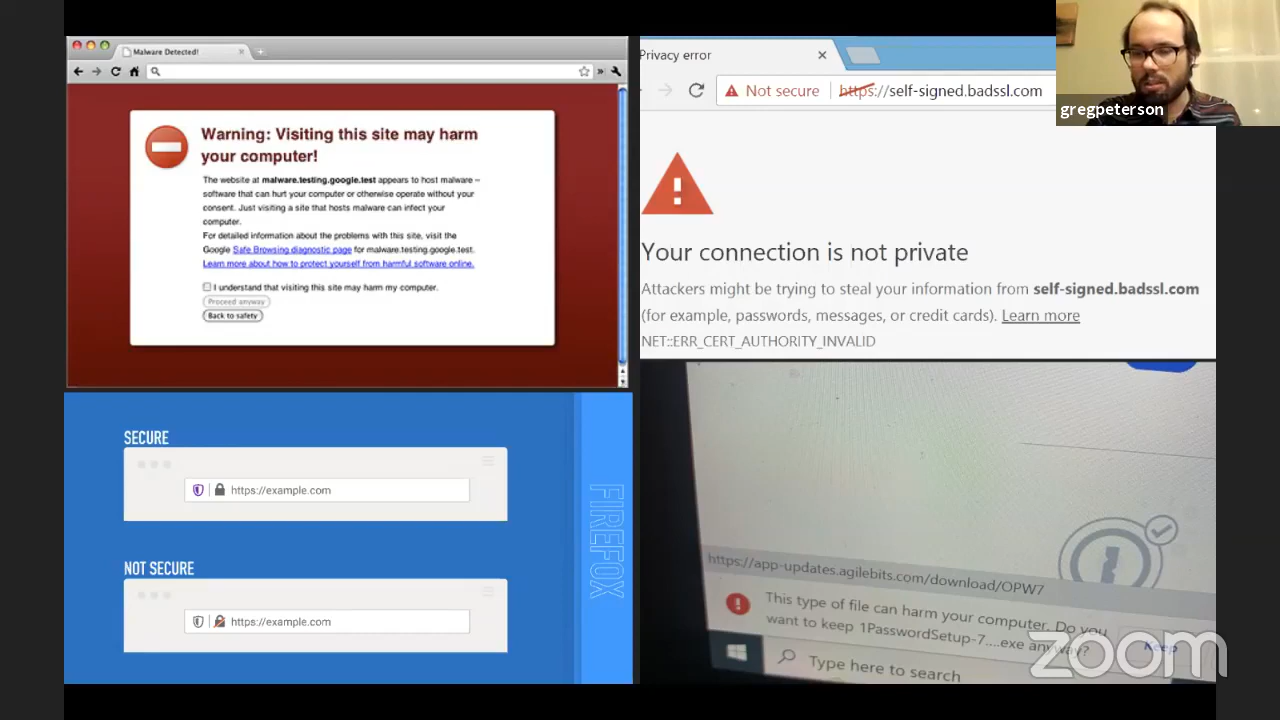 Malware Detected!
Warning: Visiting this site may harm
your computer!
The website at malware.testing.google.test appears to host malware –
software that can hurt your computer or otherwise operate without your
consent. Just visiting a site that hosts malware can infect your
computer.
For detailed information about the problems with this site, visit the
Google Safe Browsing diagnostic page for malware.testing.google.test.
Learn more about how to protect yourself from harmful software online.
I understand that visiting this site may harm my computer.
Proceed anyway
Back to safety
Privacy error
Not secure
https://self-signed.badssl.com
gregpeterson
Your connection is not private
Attackers might be trying to steal your information from self-signed.badssl.com
(for example, passwords, messages, or credit cards). Learn more
NET::ERR_CERT_AUTHORITY_INVALID
SECURE
https://example.com
NOT SECURE
https://example.com
FIREFOX
https://app-updates.agilebits.com/download/OPW7
This type of file can harm your computer. Do you
want to keep 1PasswordSetup-7....exe anyway?
Keep
Type here to search
zoom